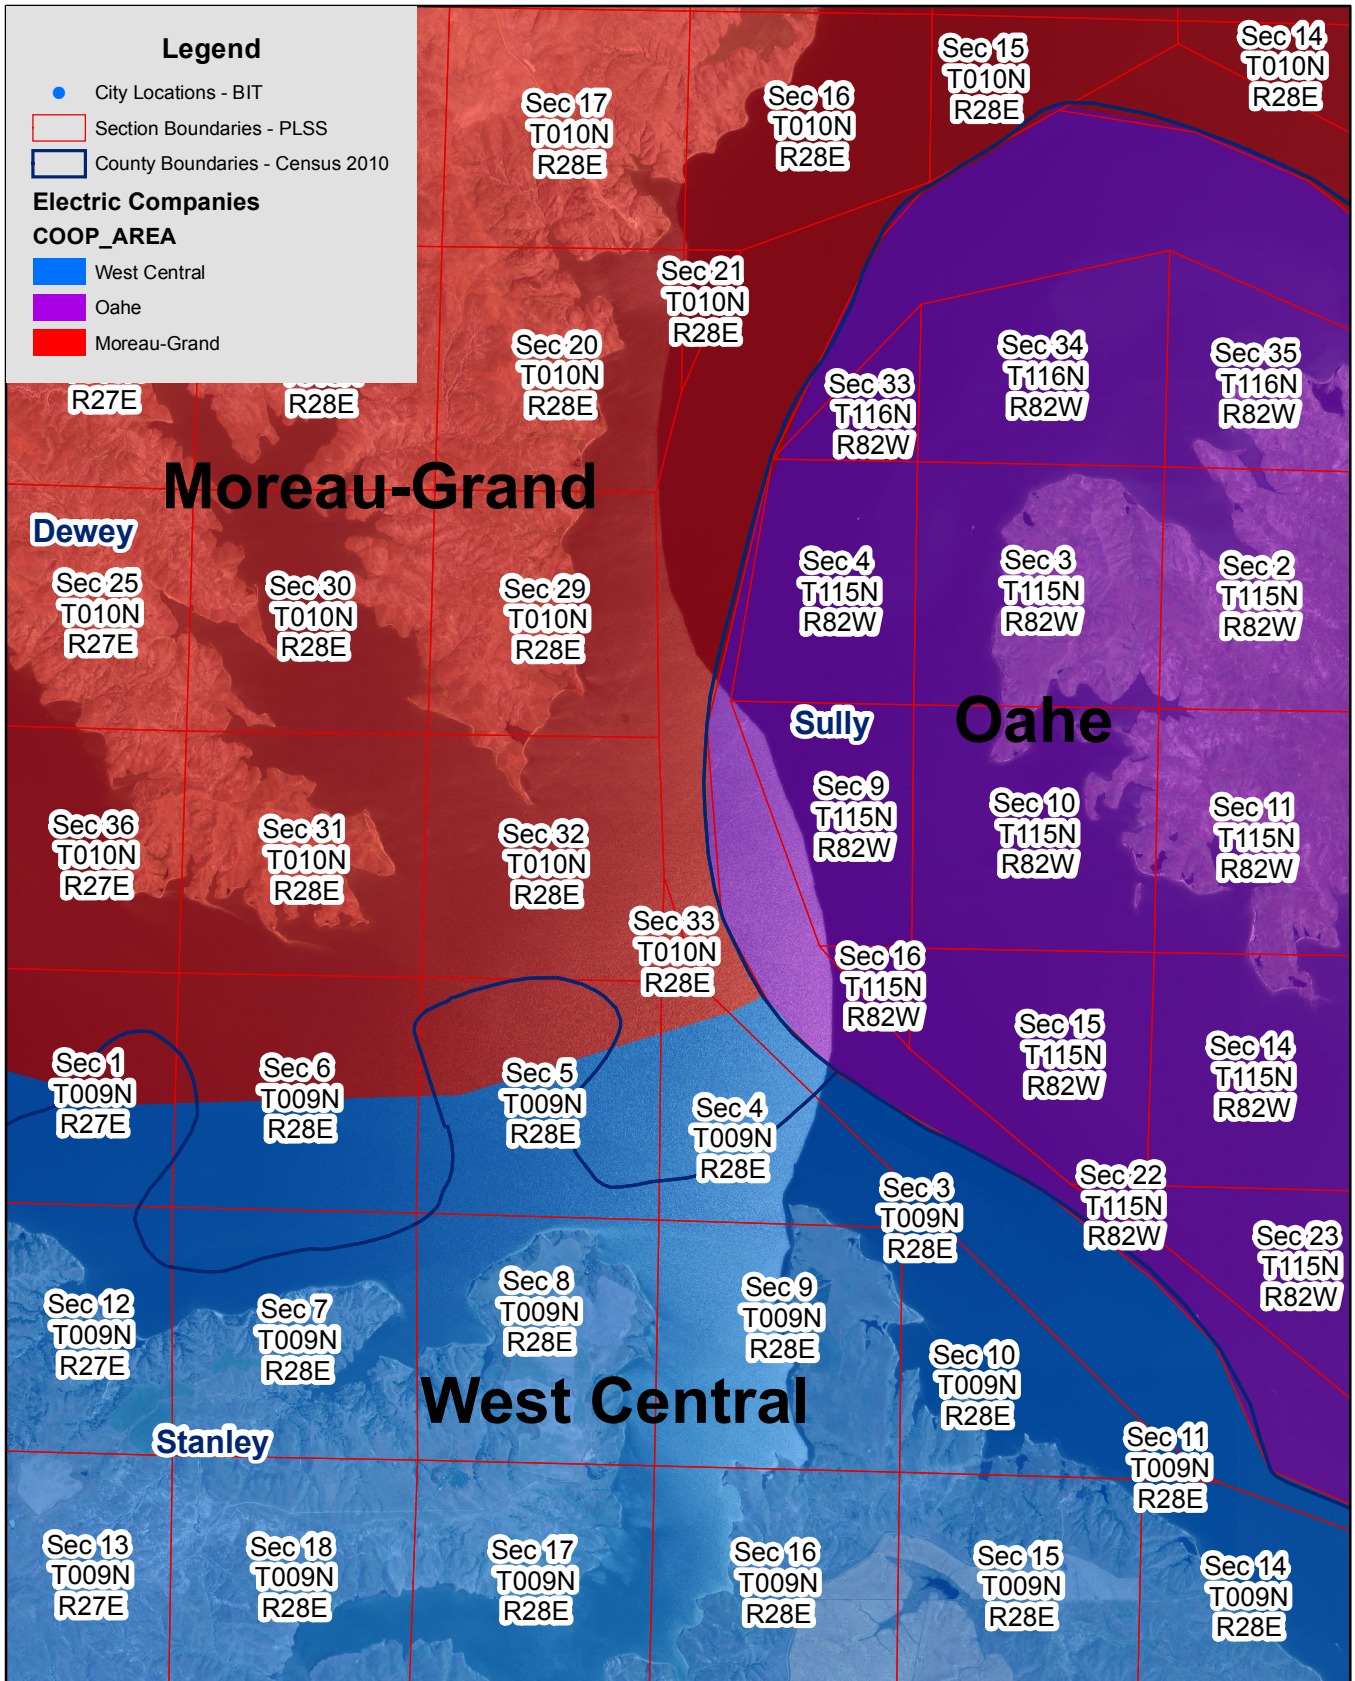 Legend
City Locations - BIT
Section Boundaries - PLSS
County Boundaries - Census 2010
Electric Companies
COOP_AREA
West Central
Oahe
Moreau-Grand
Sec 17
T010N
R28E
Sec 16
T010N
R28E
Sec 15
T010N
R28E
Sec 14
T010N
R28E
Sec 21
T010N
R28E
R27E
R28E
Sec 20
T010N
R28E
Sec 33
T116N
R82W
Sec 34
T116N
R82W
Sec 35
T116N
R82W
Moreau-Grand
Dewey
Sec 25
T010N
R27E
Sec 30
T010N
R28E
Sec 29
T010N
R28E
Sec 4
T115N
R82W
Sec 3
T115N
R82W
Sec 2
T115N
R82W
Sully
Oahe
Sec 36
T010N
R27E
Sec 31
T010N
R28E
Sec 32
T010N
R28E
Sec 9
T115N
R82W
Sec 10
T115N
R82W
Sec 11
T115N
R82W
Sec 33
T010N
R28E
Sec 16
T115N
R82W
Sec 15
T115N
R82W
Sec 14
T115N
R82W
Sec 1
T009N
R27E
Sec 6
T009N
R28E
Sec 5
T009N
R28E
Sec 4
T009N
R28E
Sec 3
T009N
R28E
Sec 22
T115N
R82W
Sec 23
T115N
R82W
Sec 12
T009N
R27E
Sec 7
T009N
R28E
Sec 8
T009N
R28E
Sec 9
T009N
R28E
Sec 10
T009N
R28E
West Central
Stanley
Sec 11
T009N
R28E
Sec 13
T009N
R27E
Sec 18
T009N
R28E
Sec 17
T009N
R28E
Sec 16
T009N
R28E
Sec 15
T009N
R28E
Sec 14
T009N
R28E